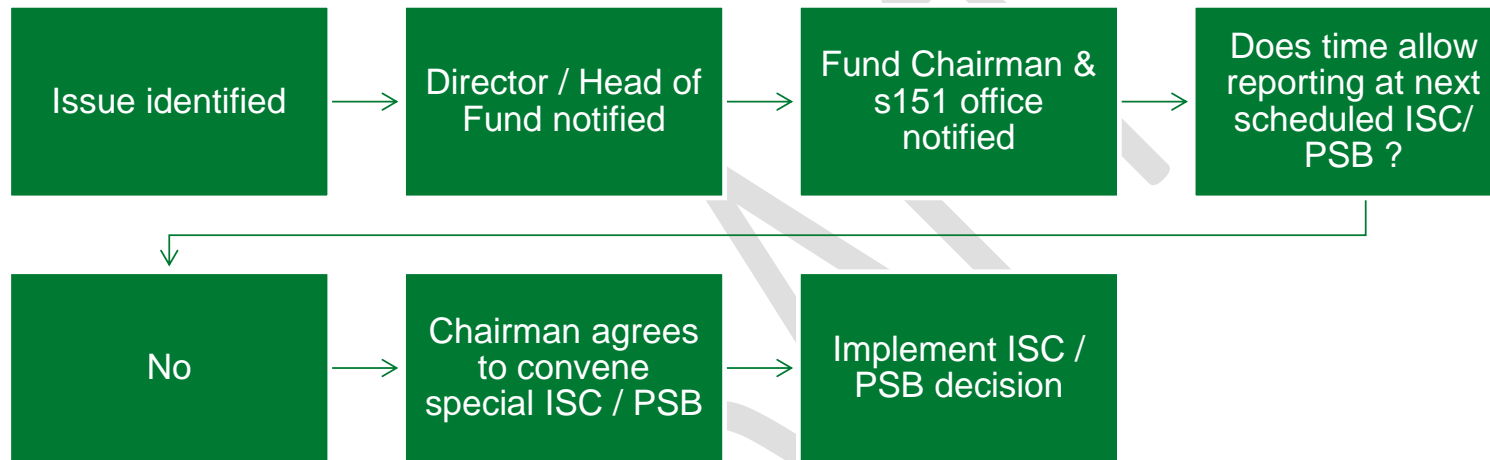 Issue identified
Director / Head of
Fund notified
Fund Chairman &
s151 office
notified
Does time allow
reporting at next
scheduled ISC/
PSB ?
No
Chairman agrees
to convene
special ISC / PSB
Implement ISC /
PSB decision